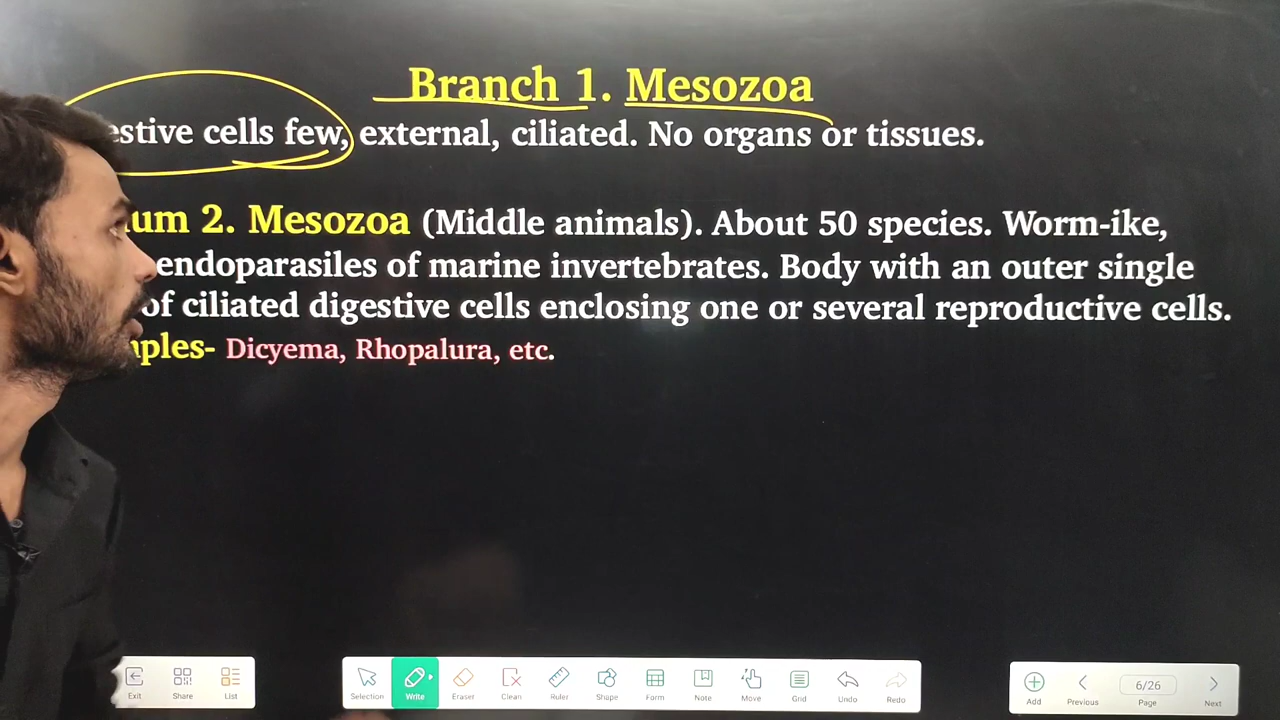 Branch 1. Mesozoa
estive cells few, external, ciliated. No organs or tissues.
um 2. Mesozoa (Middle animals). About 50 species. Worm-ike,
endoparasiles of marine invertebrates. Body with an outer single
of ciliated digestive cells enclosing one or several reproductive cells.
ples- Dicyema, Rhopalura, etc.
Exit Share List Selection Write Eraser Clean Ruler Shape Form Note Move Grid Undo Redo Add Previous 6/26 Page Next